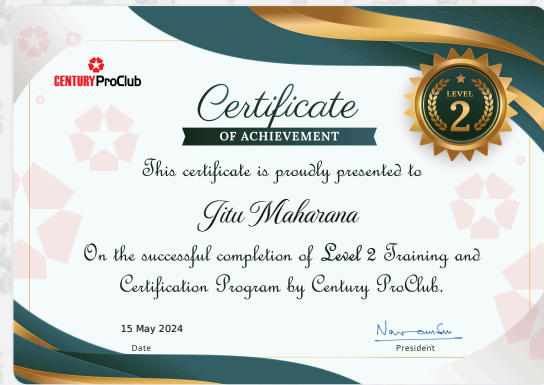 CENTURY ProClub
LEVEL
2
Certificate
OF ACHIEVEMENT
This certificate is proudly presented to
Jitu Maharana
On the successful completion of Level 2 Training and
Certification Program by Century ProClub.
15 May 2024
Date
President